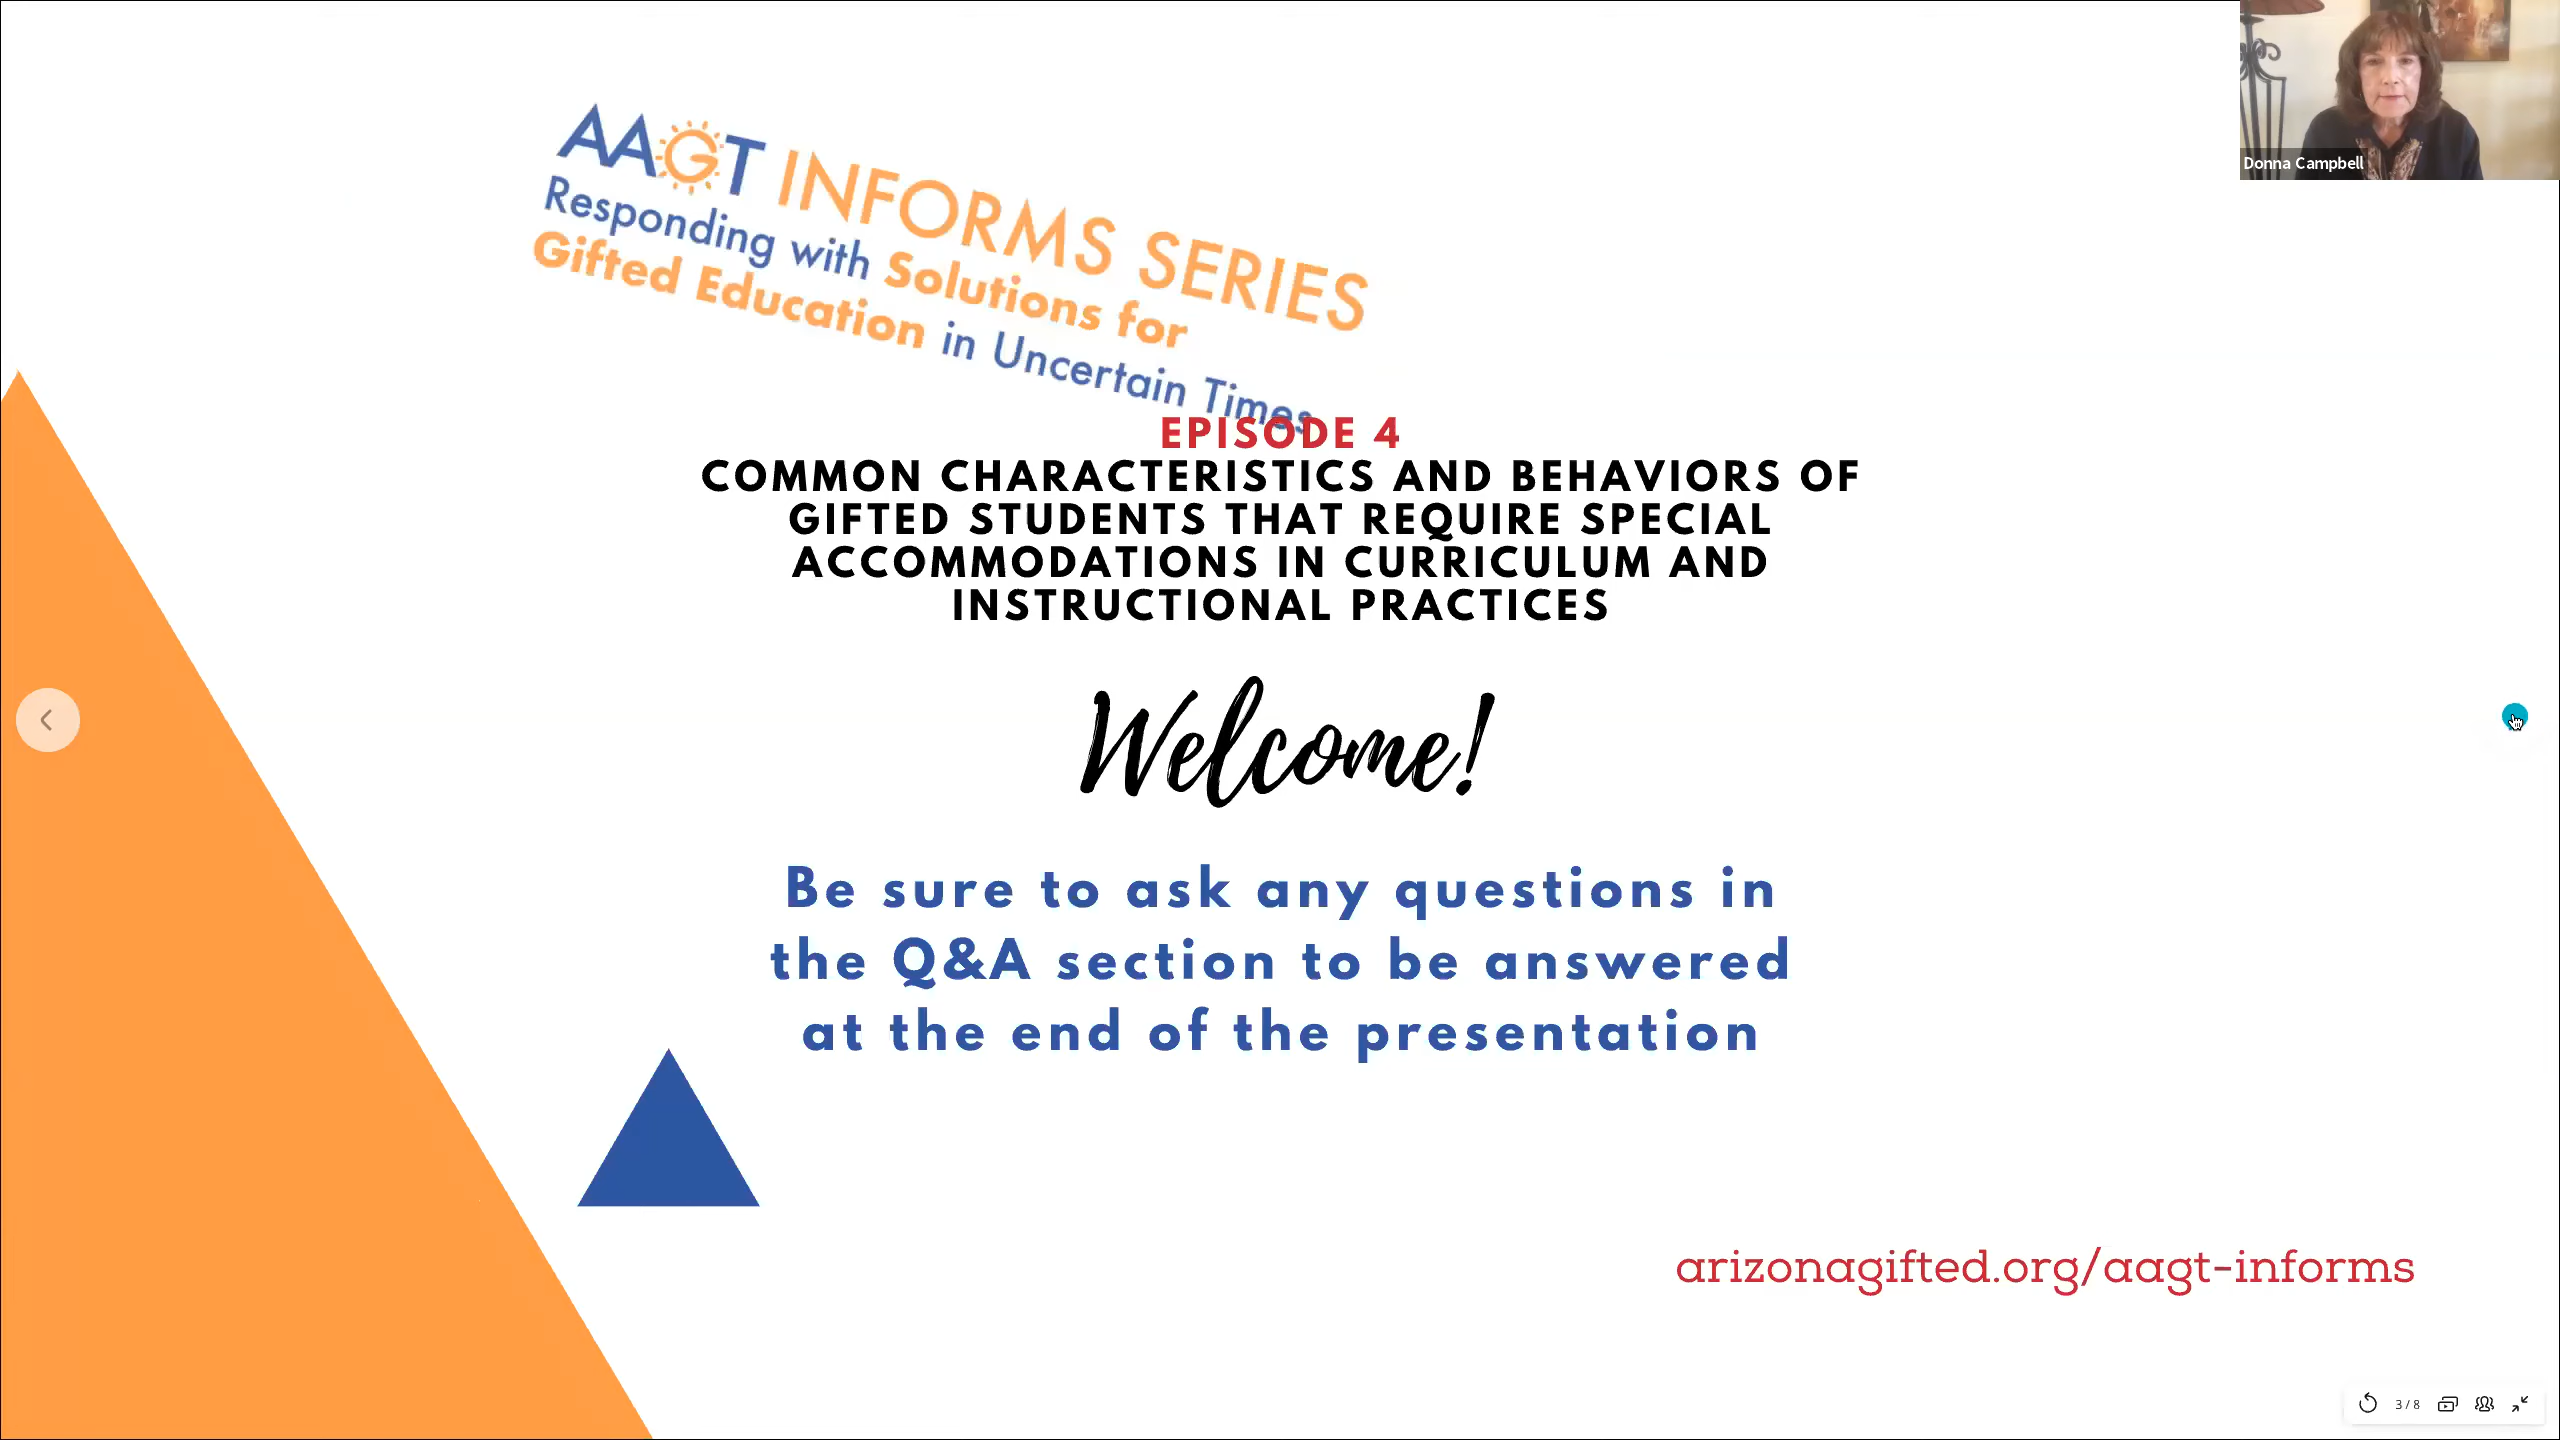 AAGT INFORMS SERIES
Responding with Solutions for
Gifted Education in Uncertain Times
Donna Campbell
EPISODE 4
COMMON CHARACTERISTICS AND BEHAVIORS OF
GIFTED STUDENTS THAT REQUIRE SPECIAL
ACCOMMODATIONS IN CURRICULUM AND
INSTRUCTIONAL PRACTICES
Welcome!
Be sure to ask any questions in
the Q&A section to be answered
at the end of the presentation
arizonagifted.org/aagt-informs
3 / 8